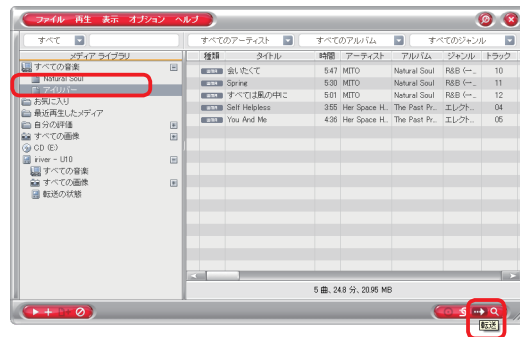 ファイル 再生 表示 オプション ヘルプ
すべて すべてのアーティスト すべてのアルバム すべてのジャンル
メディア ライブラリ
種類 タイトル 時間 アーティスト アルバム ジャンル トラック
すべての音楽
Natural Soul
アイリバー
お気に入り
最近再生したメディア
自分の評価
すべての画像
CD (E:)
iriver - U10
すべての音楽
すべての画像
転送の状態
会いたくて 5:47 MITO Natural Soul R&B (ー... 10
Spring 5:30 MITO Natural Soul R&B (ー... 11
すべては風の中に 5:01 MITO Natural Soul R&B (ー... 12
Self Helpless 3:55 Her Space H... The Past Pr... エレクト... 04
You And Me 4:36 Her Space H... The Past Pr... エレクト... 05
5 曲、24.8 分、20.95 MB
転送